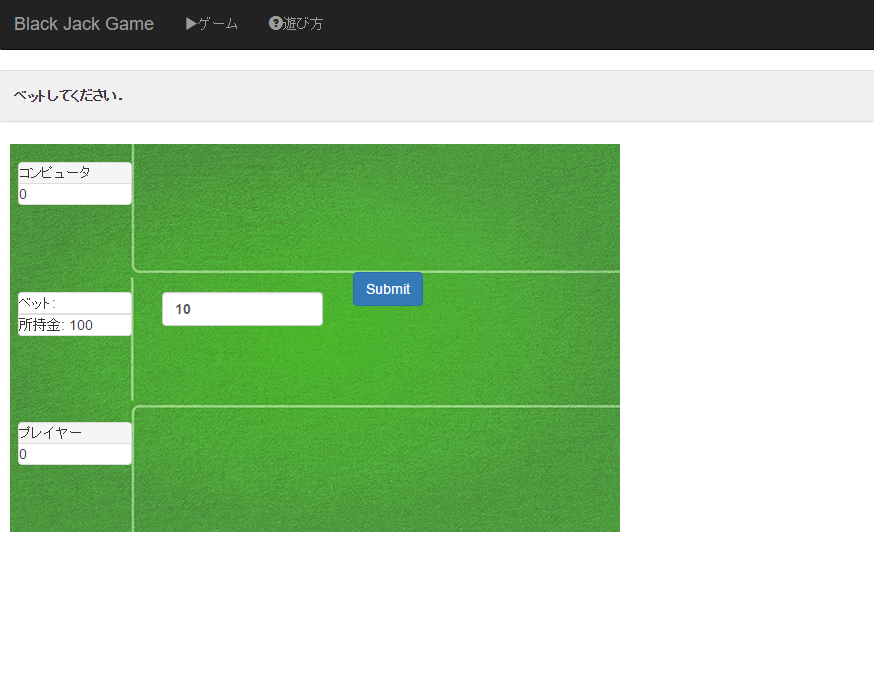 Black Jack Game ▶ゲーム ?遊び方
ベットしてください.
コンピュータ
0
Submit
ベット:
10
所持金: 100
プレイヤー
0